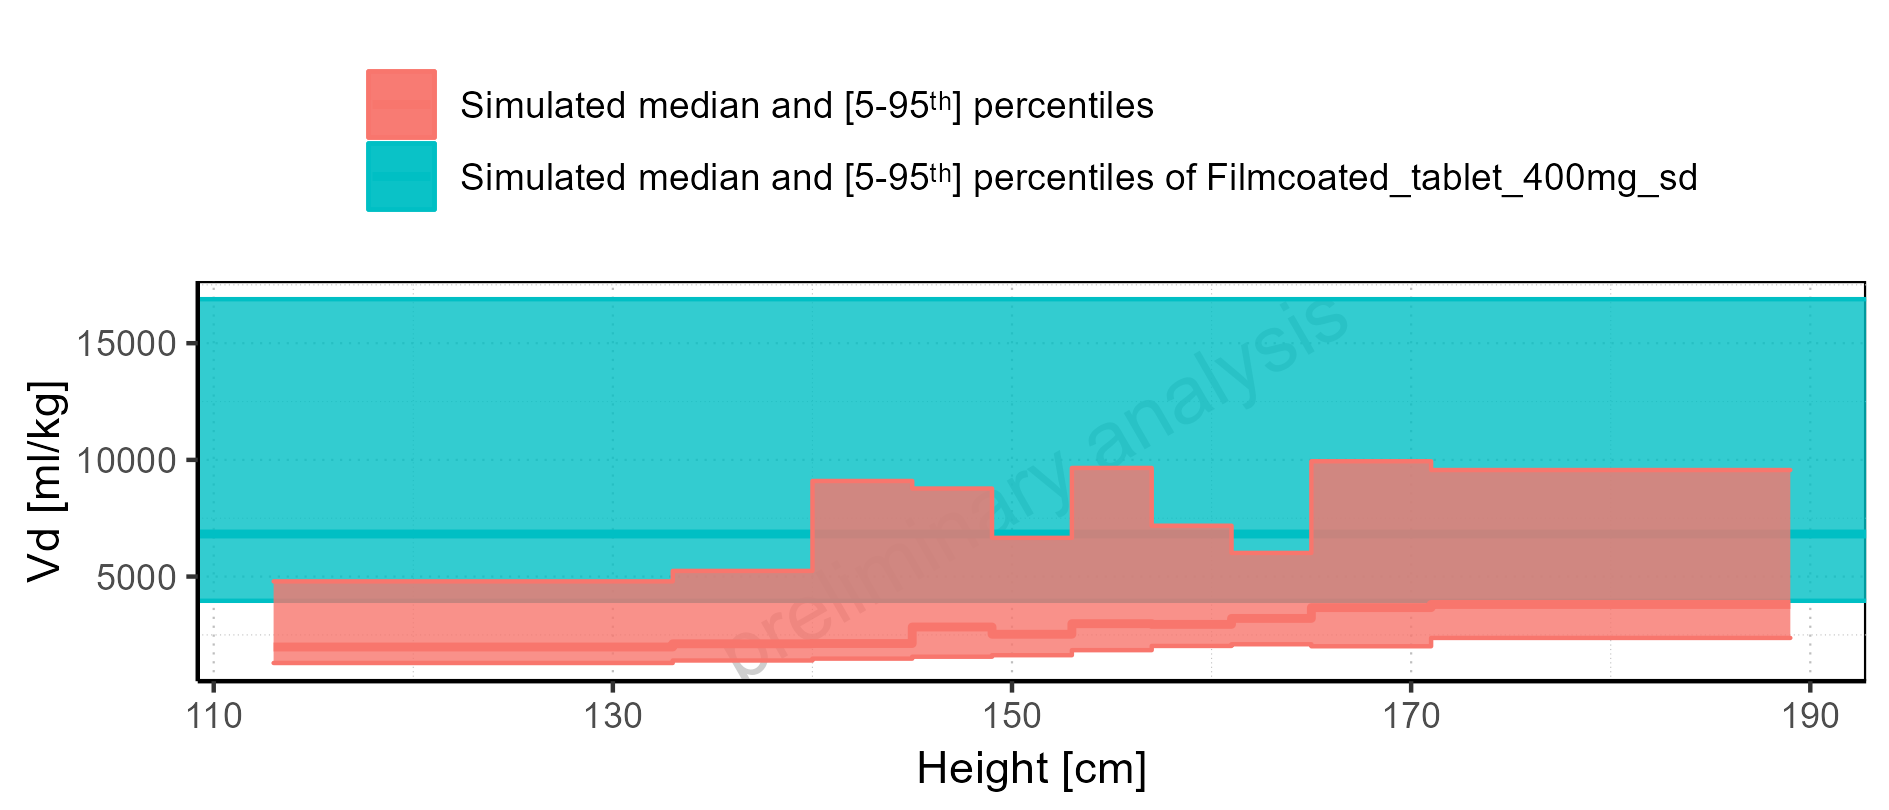 Simulated median and [5-95th] percentiles
Simulated median and [5-95th] percentiles of Filmcoated_tablet_400mg_sd
15000
10000
5000
Vd [ml/kg]
preliminary analysis
110 130 150 170 190
Height [cm]